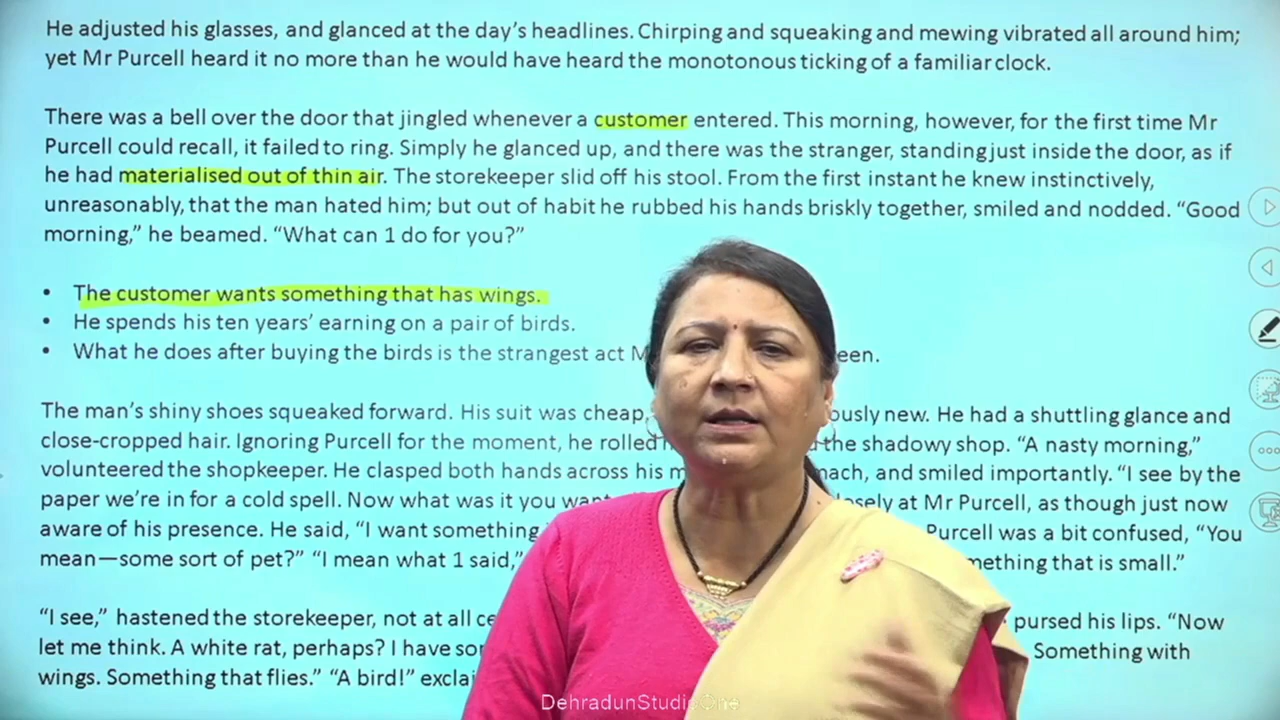 He adjusted his glasses, and glanced at the day’s headlines. Chirping and squeaking and mewing vibrated all around him;
yet Mr Purcell heard it no more than he would have heard the monotonous ticking of a familiar clock.
There was a bell over the door that jingled whenever a customer entered. This morning, however, for the first time Mr
Purcell could recall, it failed to ring. Simply he glanced up, and there was the stranger, standing just inside the door, as if
he had materialised out of thin air. The storekeeper slid off his stool. From the first instant he knew instinctively,
unreasonably, that the man hated him; but out of habit he rubbed his hands briskly together, smiled and nodded. “Good
morning,” he beamed. “What can 1 do for you?”
• The customer wants something that has wings.
• He spends his ten years’ earning on a pair of birds.
• What he does after buying the birds is the strangest act een.
The man’s shiny shoes squeaked forward. His suit was cheap, ously new. He had a shuttling glance and
close-cropped hair. Ignoring Purcell for the moment, he rolled the shadowy shop. “A nasty morning,”
volunteered the shopkeeper. He clasped both hands across his m ach, and smiled importantly. “I see by the
paper we’re in for a cold spell. Now what was it you want osely at Mr Purcell, as though just now
aware of his presence. He said, “I want something Purcell was a bit confused, “You
mean—some sort of pet?” “I mean what 1 said,” mething that is small.”
“I see,” hastened the storekeeper, not at all ce pursed his lips. “Now
let me think. A white rat, perhaps? I have so Something with
wings. Something that flies.” “A bird!” exclai
DehradunStudioOne